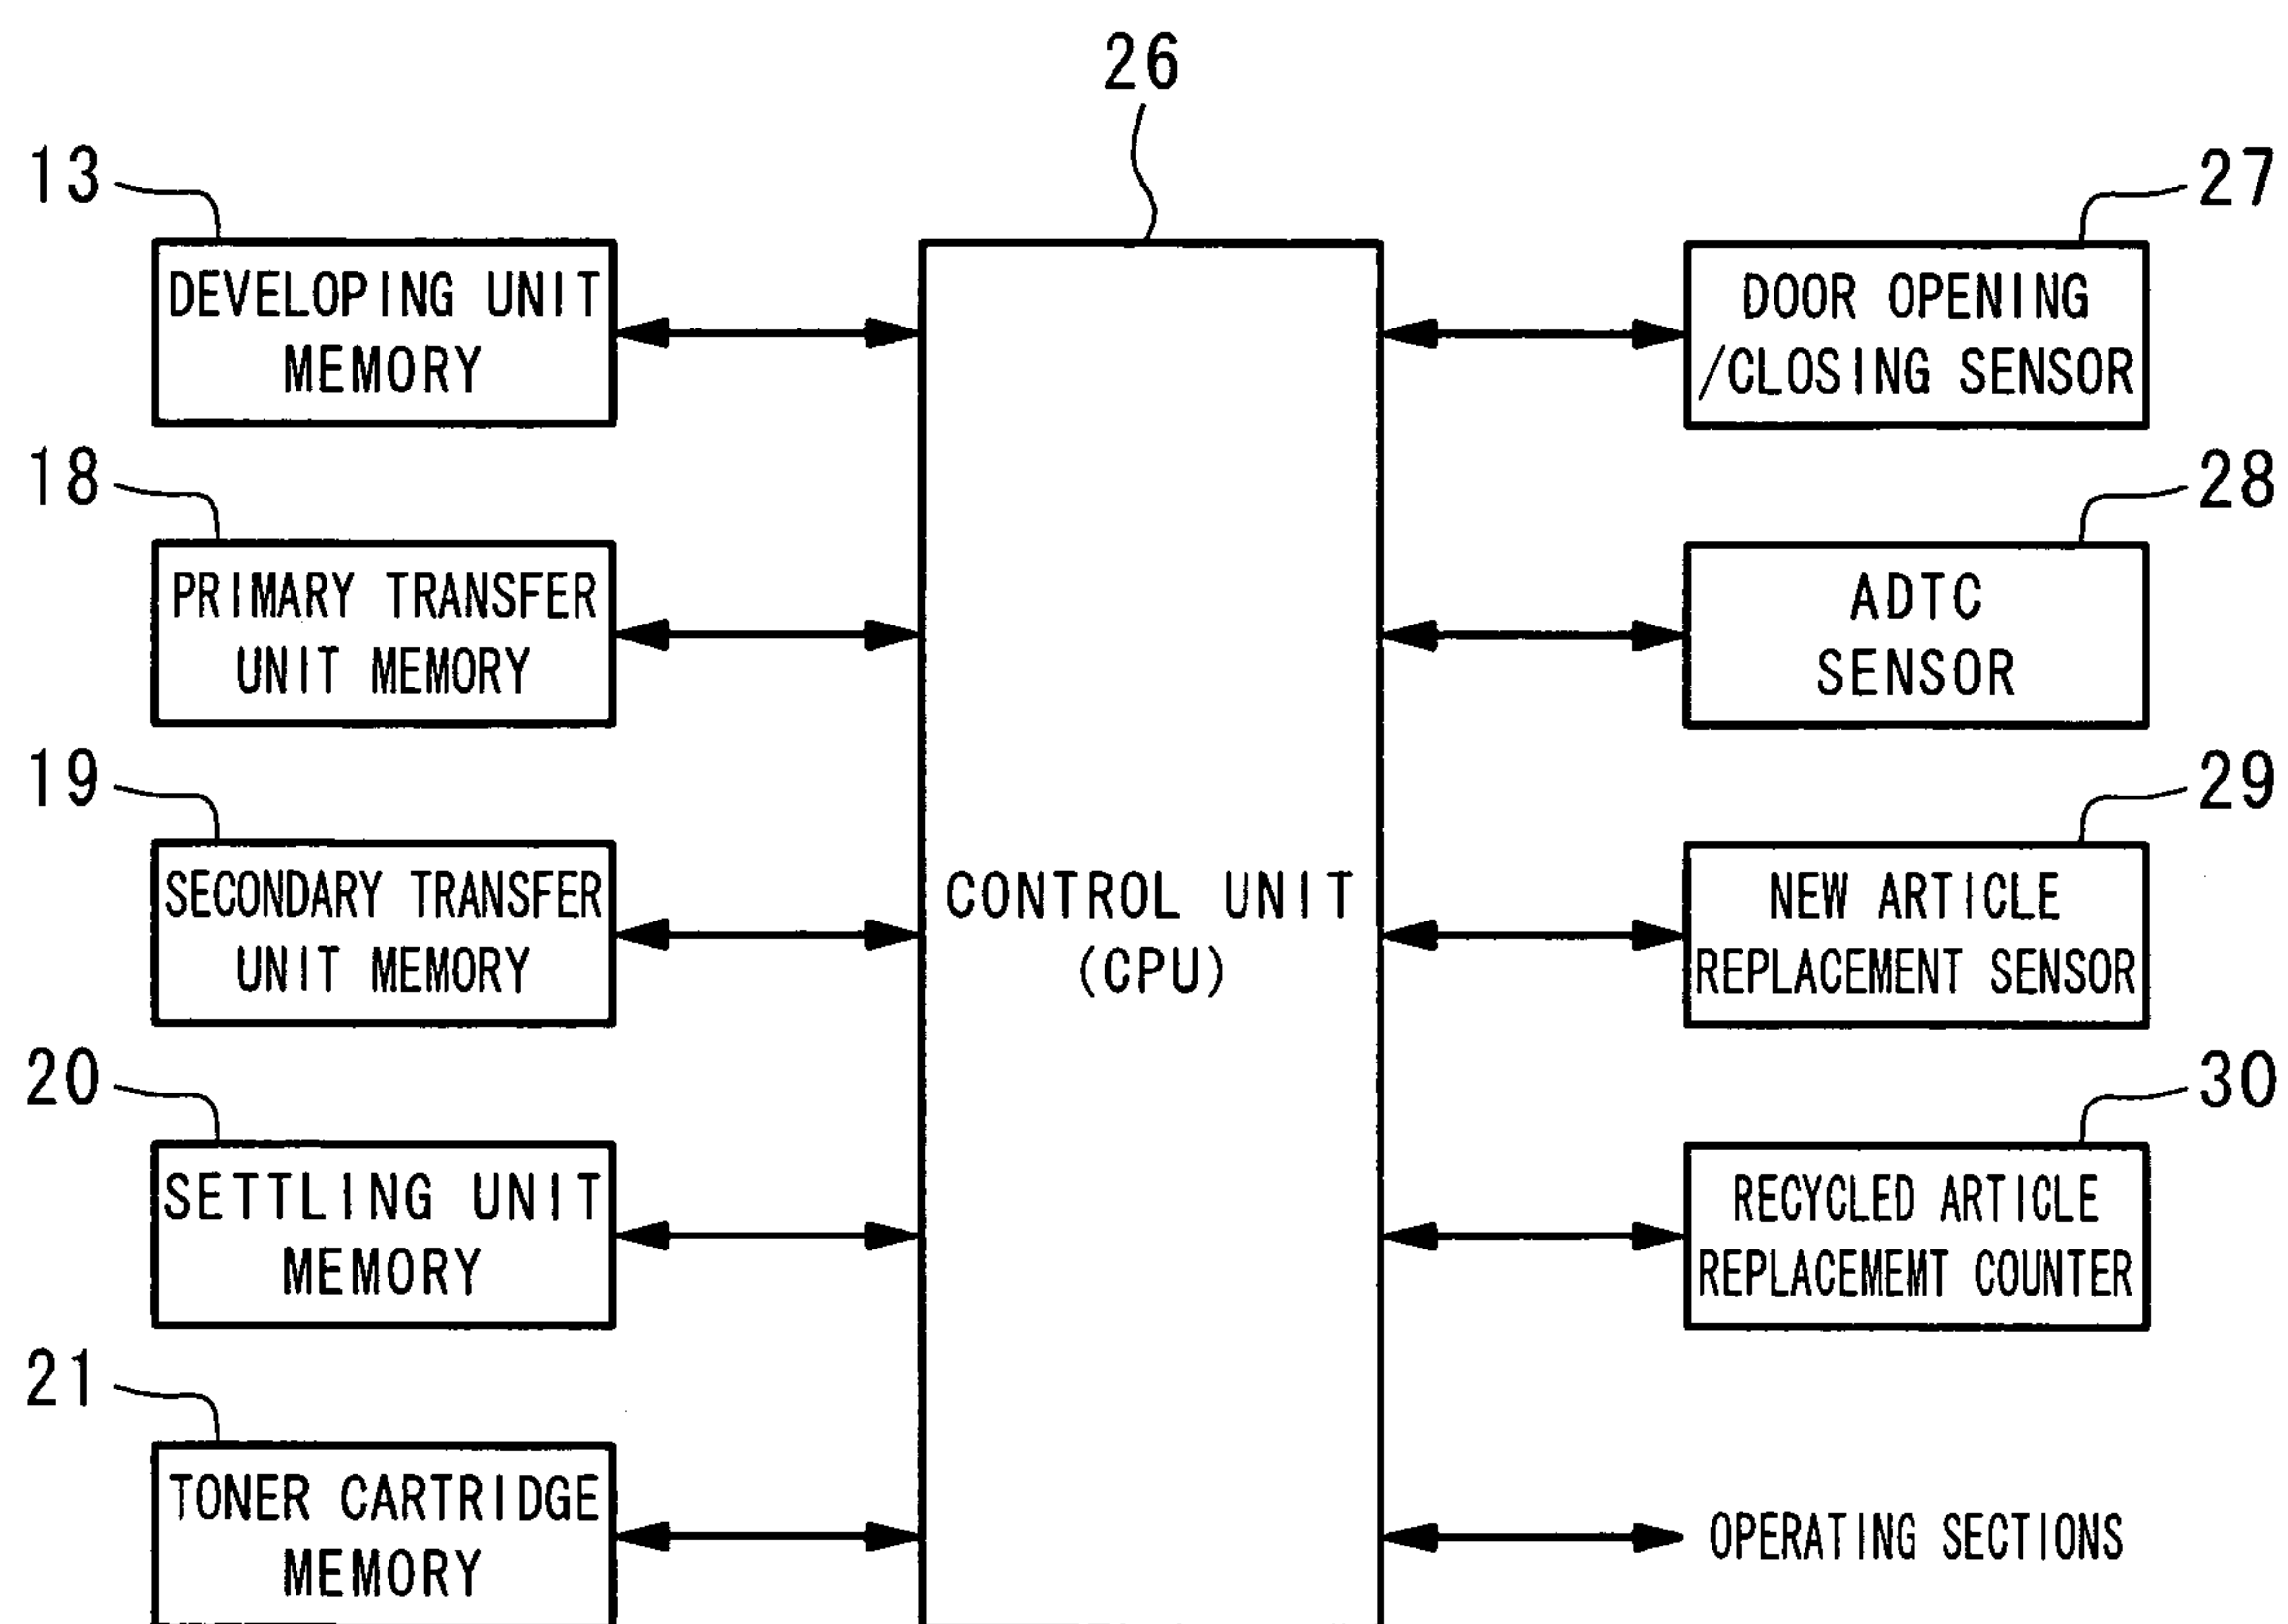 26
13
DEVELOPING UNIT
MEMORY
18
PRIMARY TRANSFER
UNIT MEMORY
19
SECONDARY TRANSFER
UNIT MEMORY
20
SETTLING UNIT
MEMORY
21
TONER CARTRIDGE
MEMORY
CONTROL UNIT
(CPU)
27
DOOR OPENING
/CLOSING SENSOR
28
ADTC
SENSOR
29
NEW ARTICLE
REPLACEMENT SENSOR
30
RECYCLED ARTICLE
REPLACEMEMT COUNTER
OPERATING SECTIONS